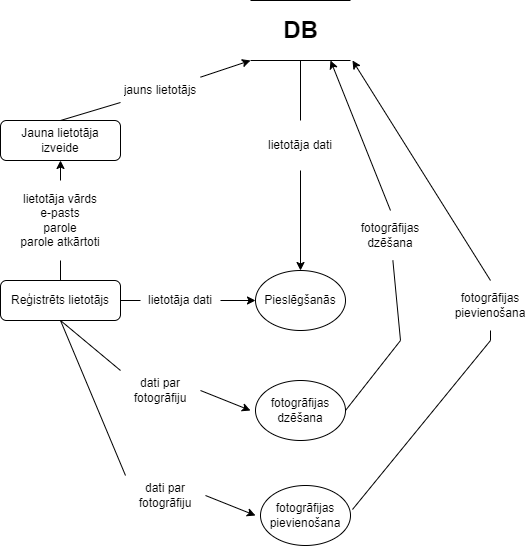 DB
jauns lietotājs
Jauna lietotāja
izveide
lietotāja dati
lietotāja vārds
e-pasts
parole
parole atkārtoti
fotogrāfijas
dzēšana
Reģistrēts lietotājs
lietotāja dati
Pieslēgšanās
fotogrāfijas
pievienošana
dati par
fotogrāfiju
fotogrāfijas
dzēšana
dati par
fotogrāfiju
fotogrāfijas
pievienošana